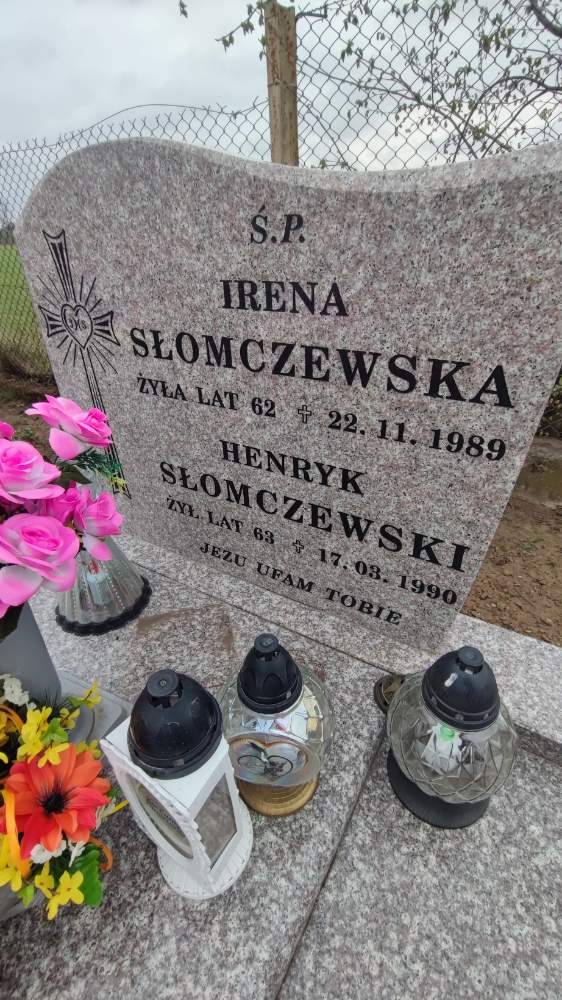 Ś.P.
IRENA
SŁOMCZEWSKA
ŻYŁA LAT 62 ✝ 22.11.1989
HENRYK
SŁOMCZEWSKI
ŻYŁ LAT 63 ✝ 17.03.1990
JEZU UFAM TOBIE
IHS